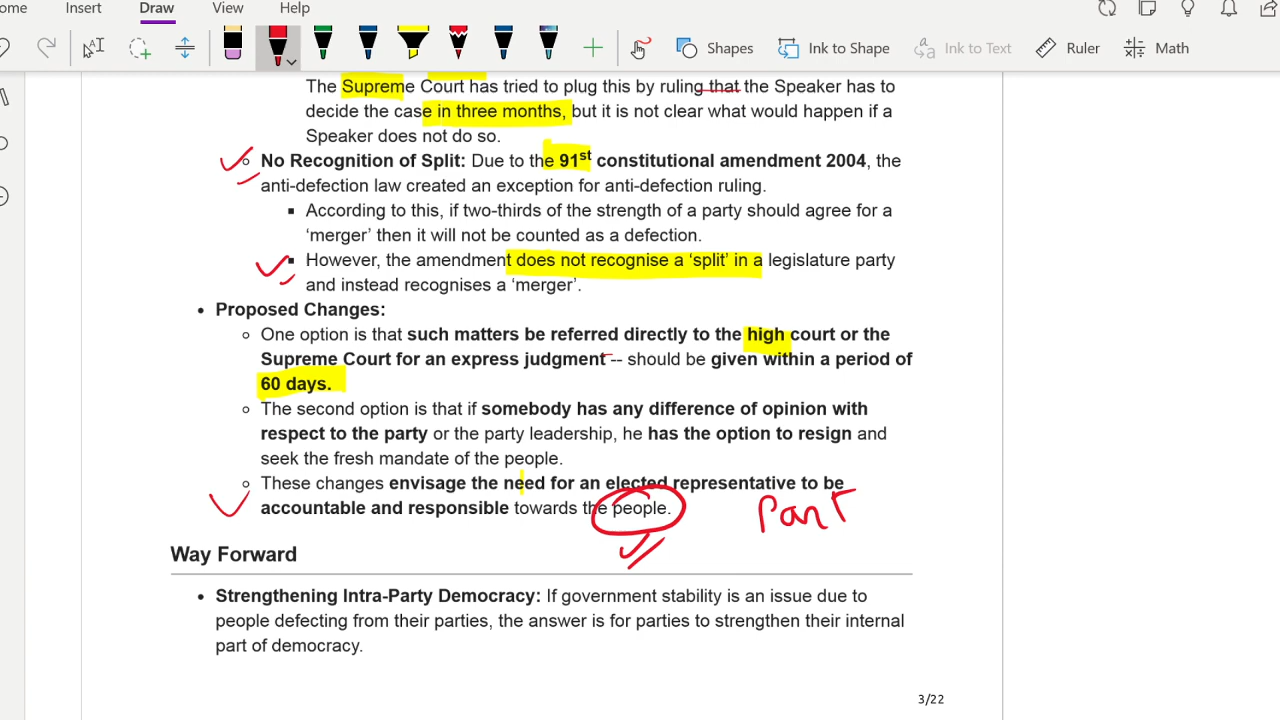 ome Insert Draw View Help
Shapes Ink to Shape Ink to Text Ruler Math
The Supreme Court has tried to plug this by ruling that the Speaker has to
decide the case in three months, but it is not clear what would happen if a
Speaker does not do so.
No Recognition of Split: Due to the 91st constitutional amendment 2004, the
anti-defection law created an exception for anti-defection ruling.
According to this, if two-thirds of the strength of a party should agree for a
‘merger’ then it will not be counted as a defection.
However, the amendment does not recognise a ‘split’ in a legislature party
and instead recognises a ‘merger’.
Proposed Changes:
One option is that such matters be referred directly to the high court or the
Supreme Court for an express judgment -- should be given within a period of
60 days.
The second option is that if somebody has any difference of opinion with
respect to the party or the party leadership, he has the option to resign and
seek the fresh mandate of the people.
These changes envisage the need for an elected representative to be
accountable and responsible towards the people.
Part
Way Forward
Strengthening Intra-Party Democracy: If government stability is an issue due to
people defecting from their parties, the answer is for parties to strengthen their internal
part of democracy.
3/22